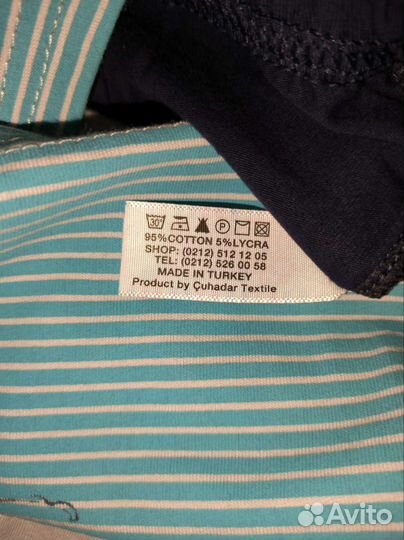 30°
P
95%COTTON 5%LYCRA
SHOP: (0212) 512 12 05
TEL: (0212) 526 00 58
MADE IN TURKEY
Product by Çuhadar Textile
Avito